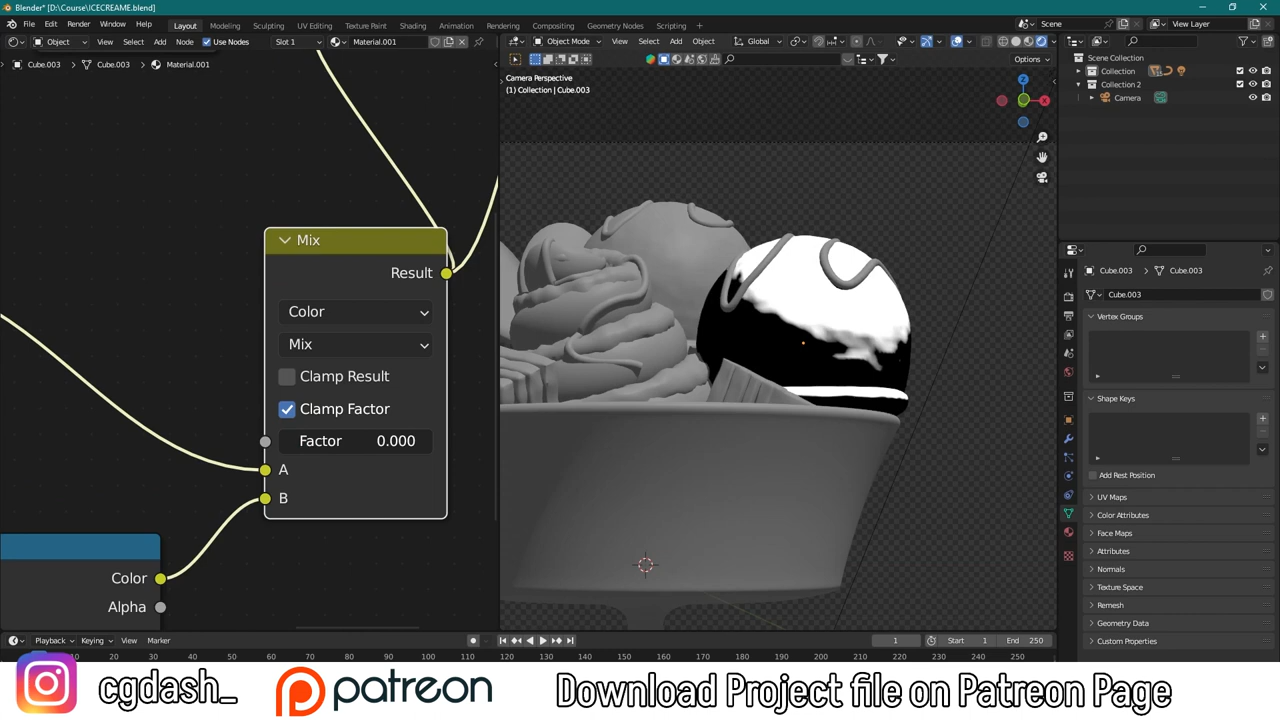 Blender* [D:\Course\ICECREAME.blend]
File Edit Render Window Help Layout Modeling Sculpting UV Editing Texture Paint Shading Animation Rendering Compositing Geometry Nodes Scripting Scene View Layer
Object View Select Add Node Use Nodes Slot 1 Material.001
Object Mode View Select Add Object Global
Cube.003 Cube.003 Material.001
Options
Camera Perspective
(1) Collection | Cube.003
Z
X
Scene Collection
Collection
Collection 2
Camera
Mix
Result
Color
Mix
Clamp Result
Clamp Factor
Factor 0.000
A
B
Color
Alpha
Cube.003 Cube.003
Cube.003
Vertex Groups
Shape Keys
Add Rest Position
UV Maps
Color Attributes
Face Maps
Attributes
Normals
Texture Space
Remesh
Geometry Data
Custom Properties
Playback Keying View Marker 1 Start 1 End 250
10 20 30 40 50 60 70 80 90 100 110 120 130 140 150 160 170 180 190 200 210 220 230 240 250
cgdash_ patreon Download Project file on Patreon Page